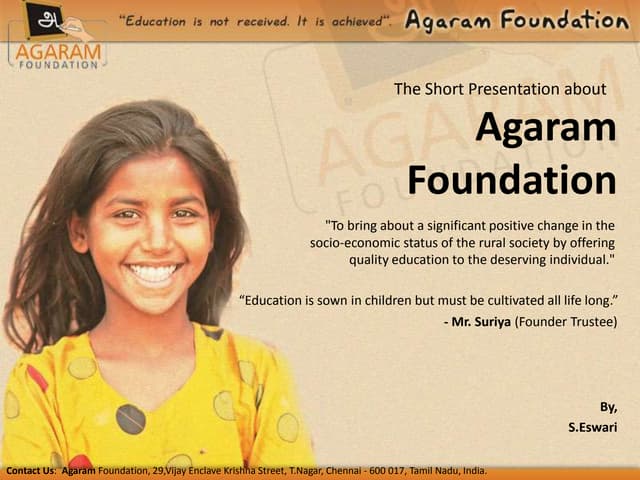 "Education is not received. It is achieved". Agaram Foundation
அ
AGARAM
FOUNDATION
AGARAM
FOUNDATION
The Short Presentation about
Agaram
Foundation
"To bring about a significant positive change in the
socio-economic status of the rural society by offering
quality education to the deserving individual."
“Education is sown in children but must be cultivated all life long.”
- Mr. Suriya (Founder Trustee)
By,
S.Eswari
Contact Us: Agaram Foundation, 29,Vijay Enclave Krishna Street, T.Nagar, Chennai - 600 017, Tamil Nadu, India.